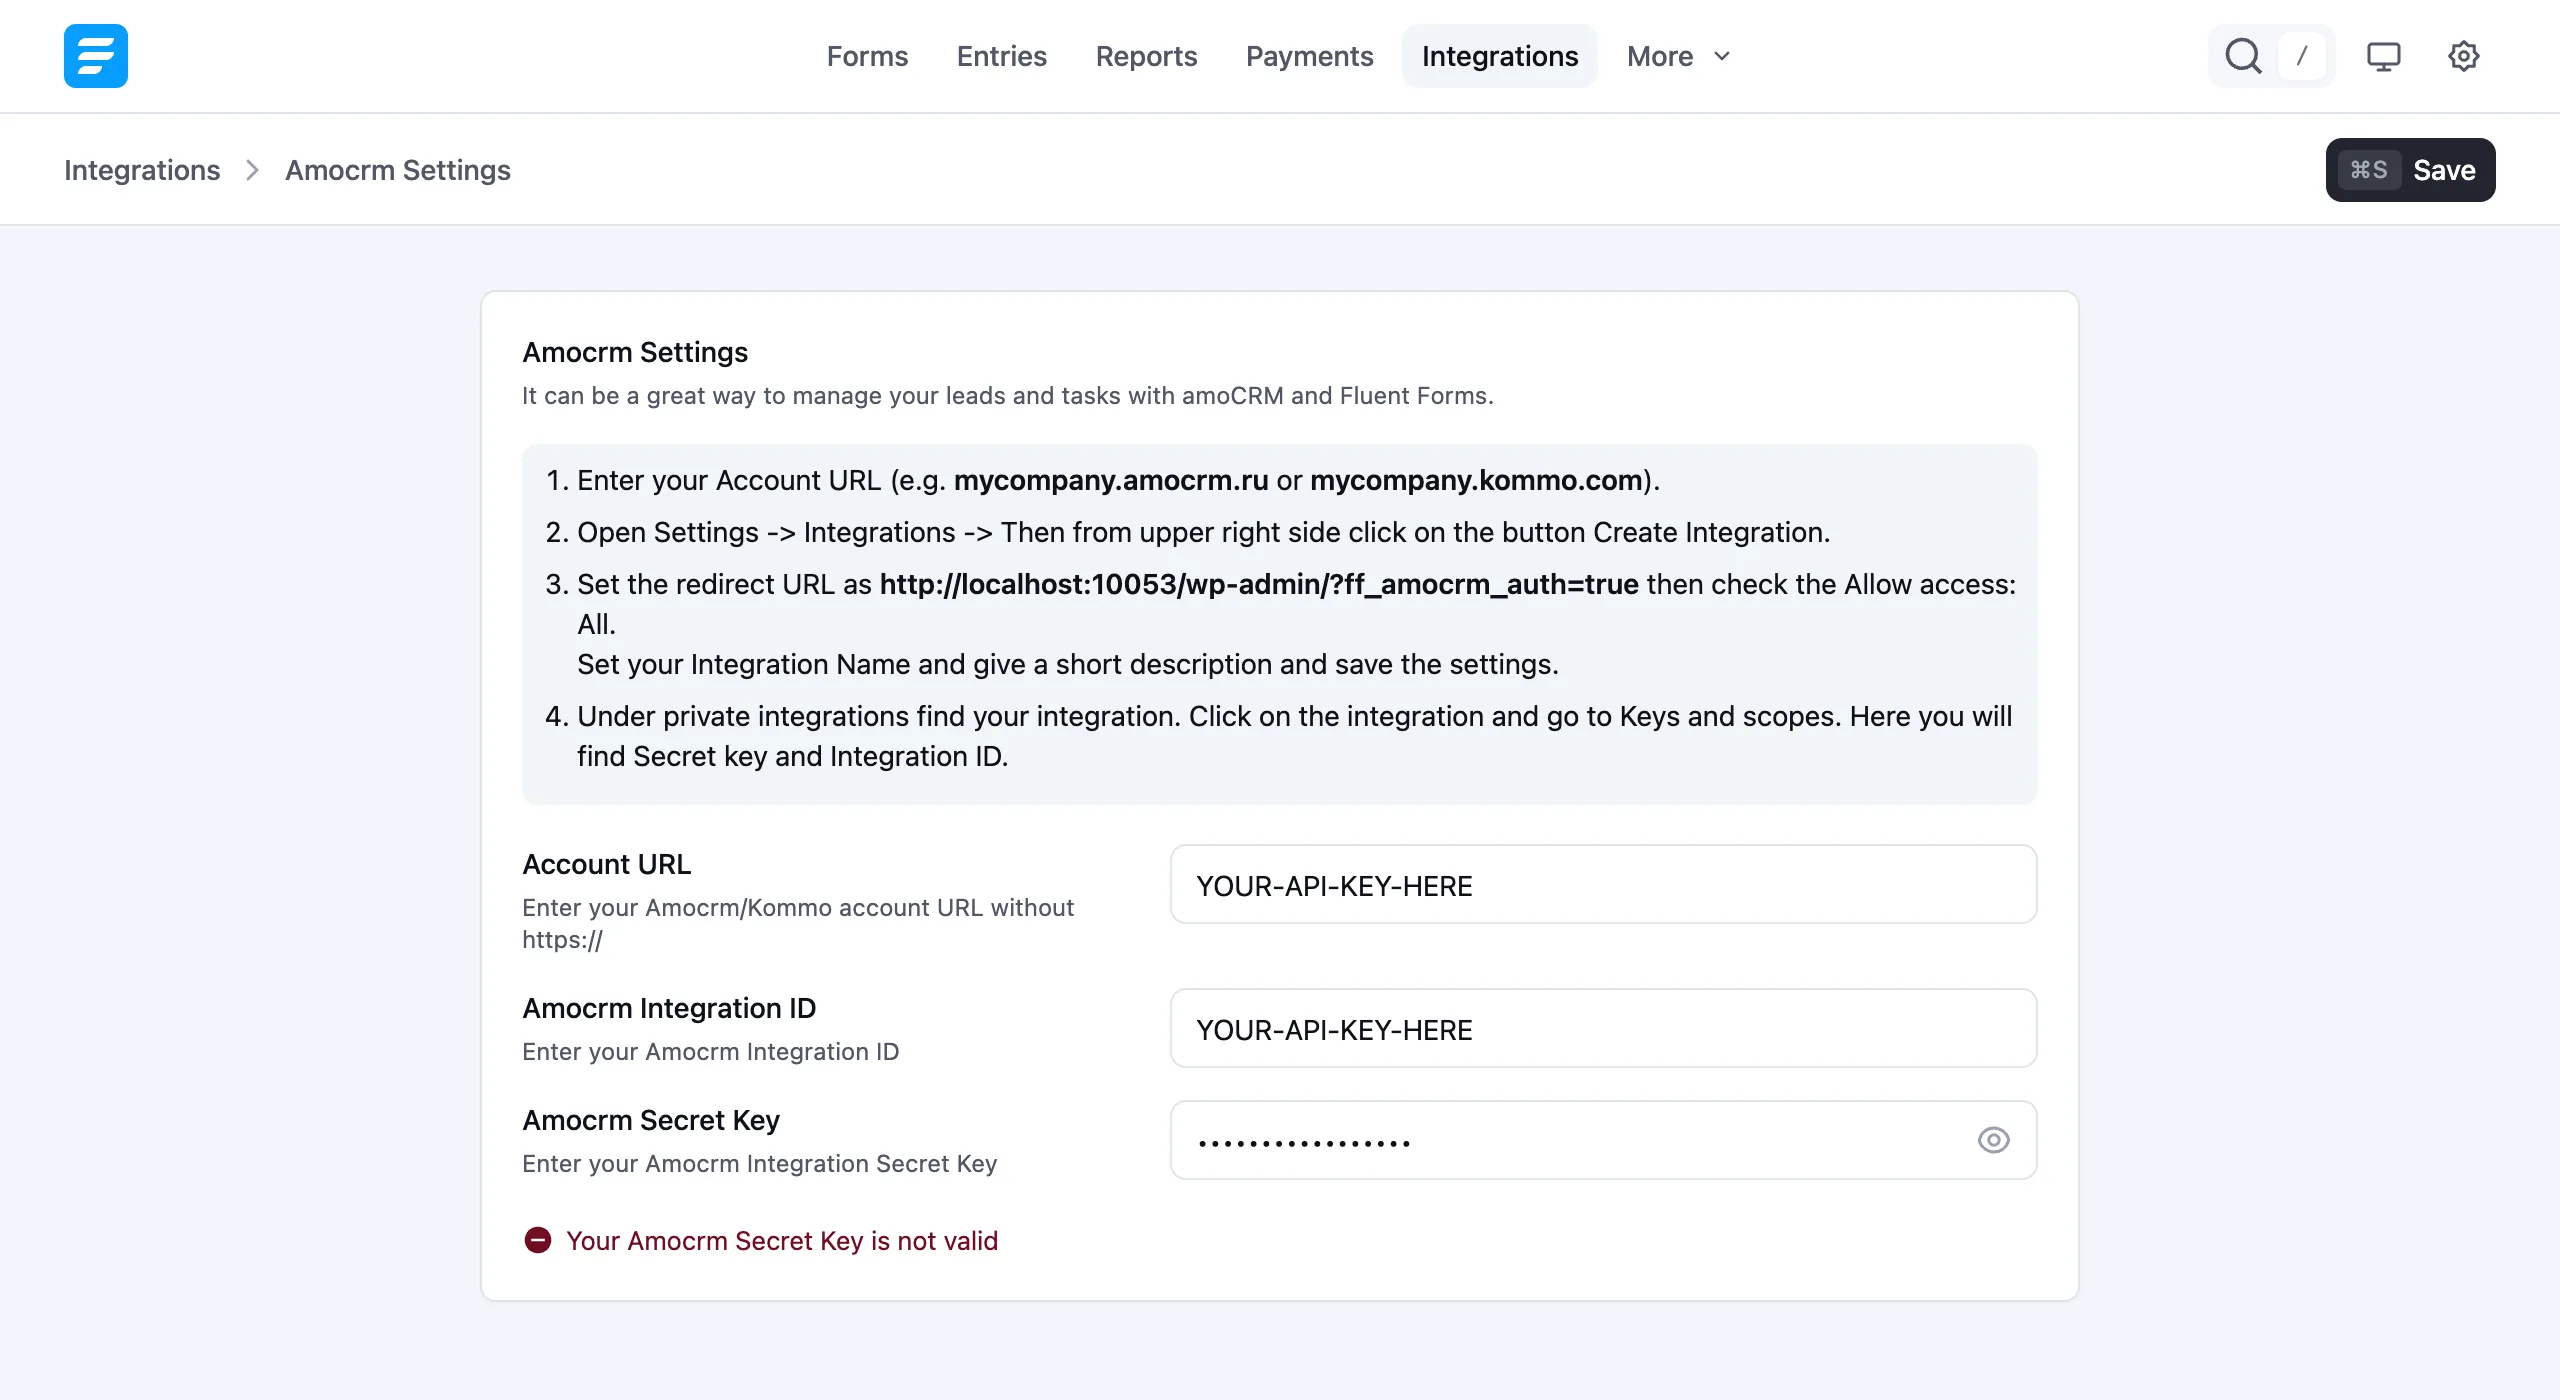 Forms Entries Reports Payments Integrations More /
Integrations > Amocrm Settings ⌘S Save
Amocrm Settings
It can be a great way to manage your leads and tasks with amoCRM and Fluent Forms.
1. Enter your Account URL (e.g. mycompany.amocrm.ru or mycompany.kommo.com).
2. Open Settings -> Integrations -> Then from upper right side click on the button Create Integration.
3. Set the redirect URL as http://localhost:10053/wp-admin/?ff_amocrm_auth=true then check the Allow access:
All.
Set your Integration Name and give a short description and save the settings.
4. Under private integrations find your integration. Click on the integration and go to Keys and scopes. Here you will
find Secret key and Integration ID.
Account URL
YOUR-API-KEY-HERE
Enter your Amocrm/Kommo account URL without
https://
Amocrm Integration ID
YOUR-API-KEY-HERE
Enter your Amocrm Integration ID
Amocrm Secret Key
•••••••••••••••••
Enter your Amocrm Integration Secret Key
Your Amocrm Secret Key is not valid